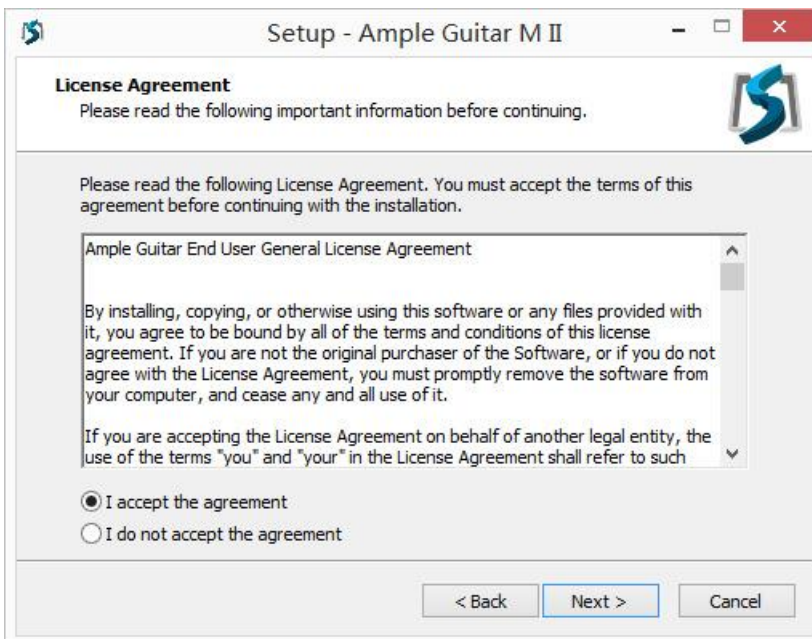 Setup - Ample Guitar M II
License Agreement
Please read the following important information before continuing.
Please read the following License Agreement. You must accept the terms of this
agreement before continuing with the installation.
Ample Guitar End User General License Agreement
By installing, copying, or otherwise using this software or any files provided with
it, you agree to be bound by all of the terms and conditions of this license
agreement. If you are not the original purchaser of the Software, or if you do not
agree with the License Agreement, you must promptly remove the software from
your computer, and cease any and all use of it.
If you are accepting the License Agreement on behalf of another legal entity, the
use of the terms "you" and "your" in the License Agreement shall refer to such
I accept the agreement
I do not accept the agreement
< Back Next > Cancel